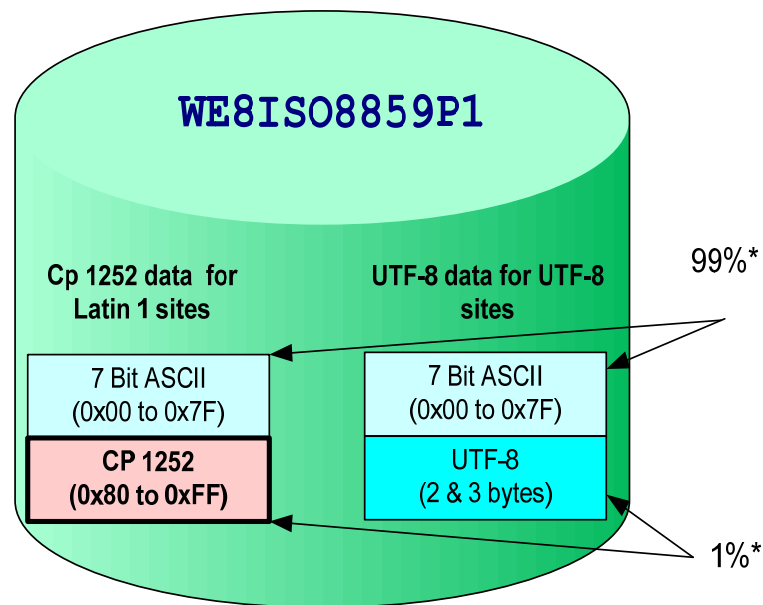 WE8ISO8859P1
Cp 1252 data for
Latin 1 sites
UTF-8 data for UTF-8
sites
99%*
7 Bit ASCII
(0x00 to 0x7F)
CP 1252
(0x80 to 0xFF)
7 Bit ASCII
(0x00 to 0x7F)
UTF-8
(2 & 3 bytes)
1%*